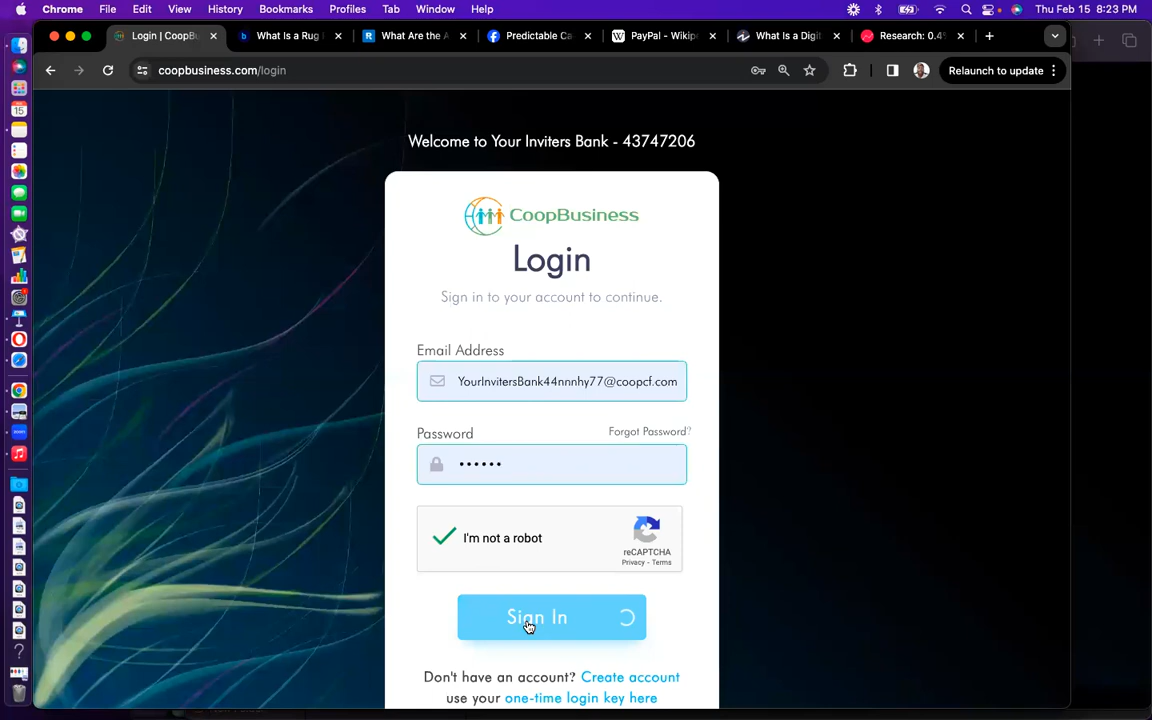 Chrome File Edit View History Bookmarks Profiles Tab Window Help Thu Feb 15 8:23 PM
Login | CoopBu What Is a Rug What Are the A Predictable Ca PayPal - Wikipe What Is a Digit Research: 0.4%
coopbusiness.com/login Relaunch to update
15
Welcome to Your Inviters Bank - 43747206
CoopBusiness
Login
Sign in to your account to continue.
Email Address
YourInvitersBank44nnnhy77@coopcf.com
Password Forgot Password?
••••••
I'm not a robot
reCAPTCHA
Privacy - Terms
Sign In
Don't have an account? Create account
use your one-time login key here